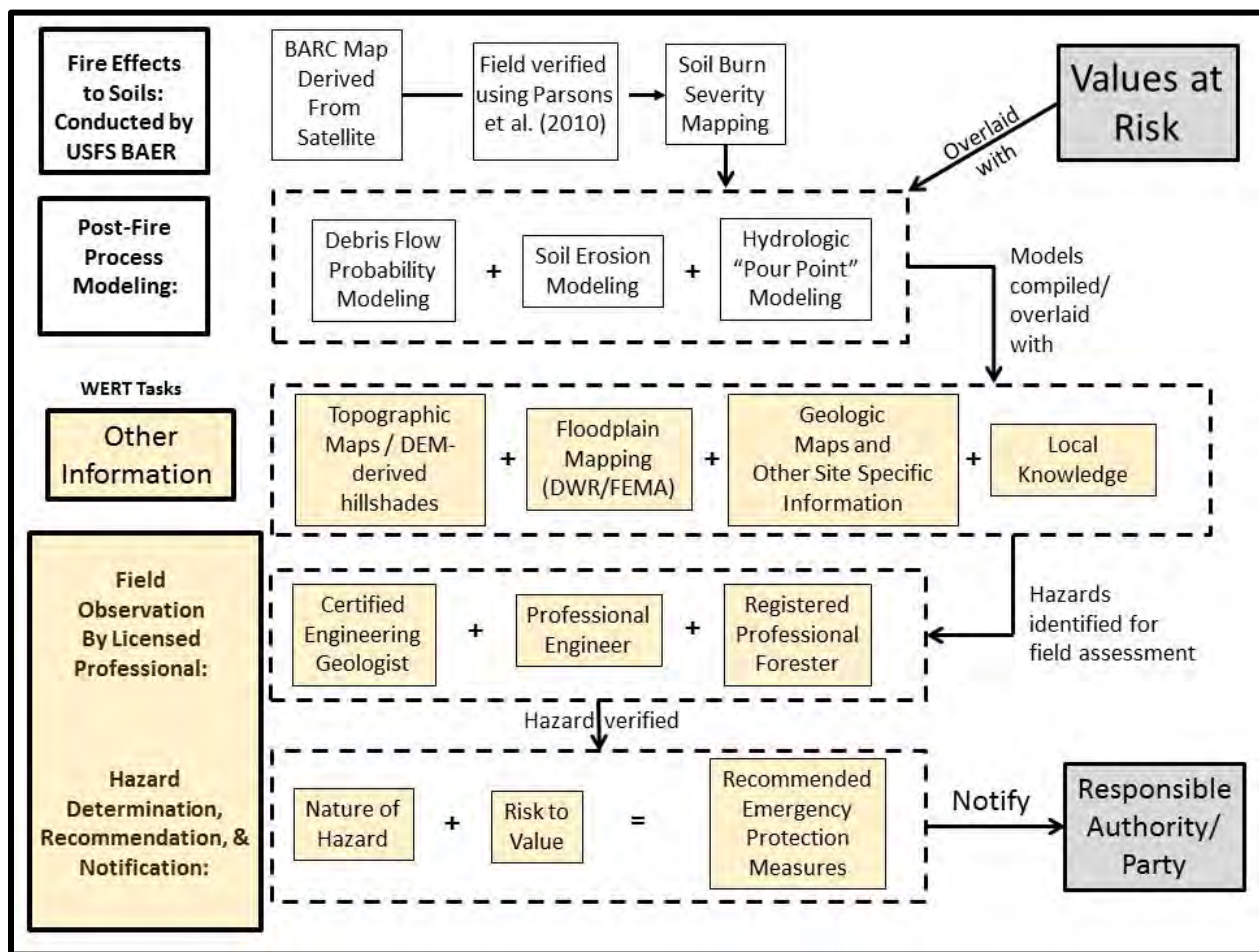 Fire Effects
to Soils:
Conducted by
USFS BAER
BARC Map
Derived
From
Satellite
Field verified
using Parsons
et al. (2010)
Soil Burn
Severity
Mapping
Values at
Risk
Overlaid
with
Post-Fire
Process
Modeling:
Debris Flow
Probability
Modeling
+
Soil Erosion
Modeling
+
Hydrologic
“Pour Point”
Modeling
Models
compiled/
overlaid
with
WERT Tasks
Other
Information
Topographic
Maps / DEM-
derived
hillshades
+
Floodplain
Mapping
(DWR/FEMA)
+
Geologic
Maps and
Other Site Specific
Information
+
Local
Knowledge
Hazards
identified for
field assessment
Field
Observation
By Licensed
Professional:
Certified
Engineering
Geologist
+
Professional
Engineer
+
Registered
Professional
Forester
Hazard verified
Hazard
Determination,
Recommendation, &
Notification:
Nature of
Hazard
+
Risk to
Value
=
Recommended
Emergency
Protection
Measures
Notify
Responsible
Authority/
Party